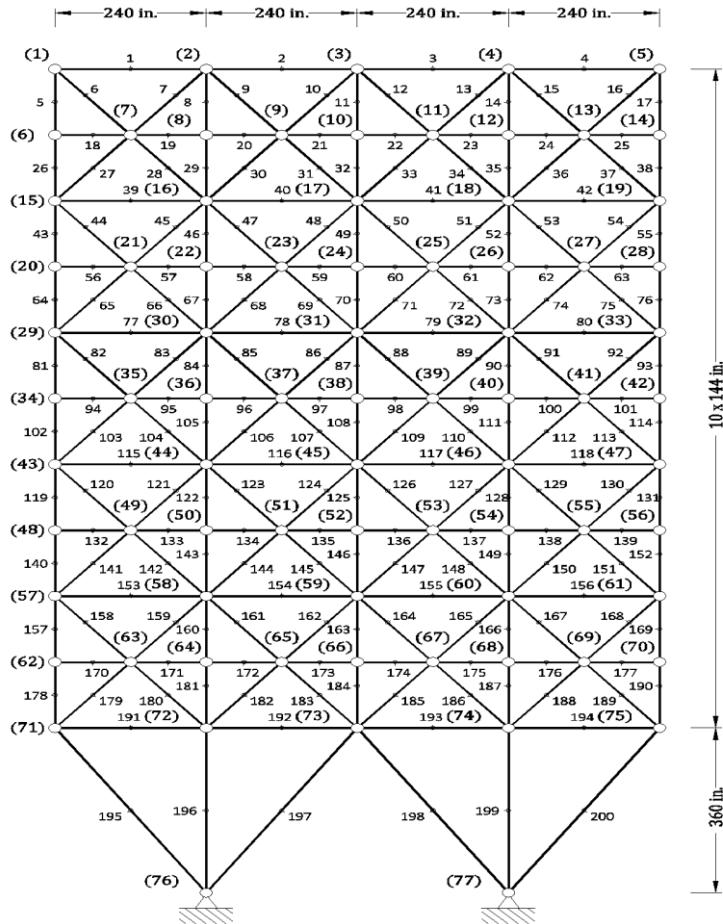 240 in. 240 in. 240 in. 240 in.
(1) 1 (2) 2 (3) 3 (4) 4 (5)
5 6 7 8 9 10 11 12 13 14 15 16 17
(7) (8) (9) (10) (11) (12) (13) (14)
(6) 18 19 20 21 22 23 24 25
26 27 28 29 30 31 32 33 34 35 36 37 38
(15) 39 (16) 40 (17) 41 (18) 42 (19)
43 44 45 46 47 48 49 50 51 52 53 54 55
(21) (22) (23) (24) (25) (26) (27) (28)
(20) 56 57 58 59 60 61 62 63
64 65 66 67 68 69 70 71 72 73 74 75 76
(29) 77 (30) 78 (31) 79 (32) 80 (33)
81 82 83 84 85 86 87 88 89 90 91 92 93
(35) (36) (37) (38) (39) (40) (41) (42)
(34) 94 95 96 97 98 99 100 101
102 103 104 105 106 107 108 109 110 111 112 113 114
(43) 115 (44) 116 (45) 117 (46) 118 (47)
119 120 121 122 123 124 125 126 127 128 129 130 131
(49) (50) (51) (52) (53) (54) (55) (56)
(48) 132 133 134 135 136 137 138 139
140 141 142 143 144 145 146 147 148 149 150 151 152
(57) 153 (58) 154 (59) 155 (60) 156 (61)
157 158 159 160 161 162 163 164 165 166 167 168 169
(63) (64) (65) (66) (67) (68) (69) (70)
(62) 170 171 172 173 174 175 176 177
178 179 180 181 182 183 184 185 186 187 188 189 190
(71) 191 (72) 192 (73) 193 (74) 194 (75)
195 196 197 198 199 200
(76) (77)
10 x 144 in.
360 in.